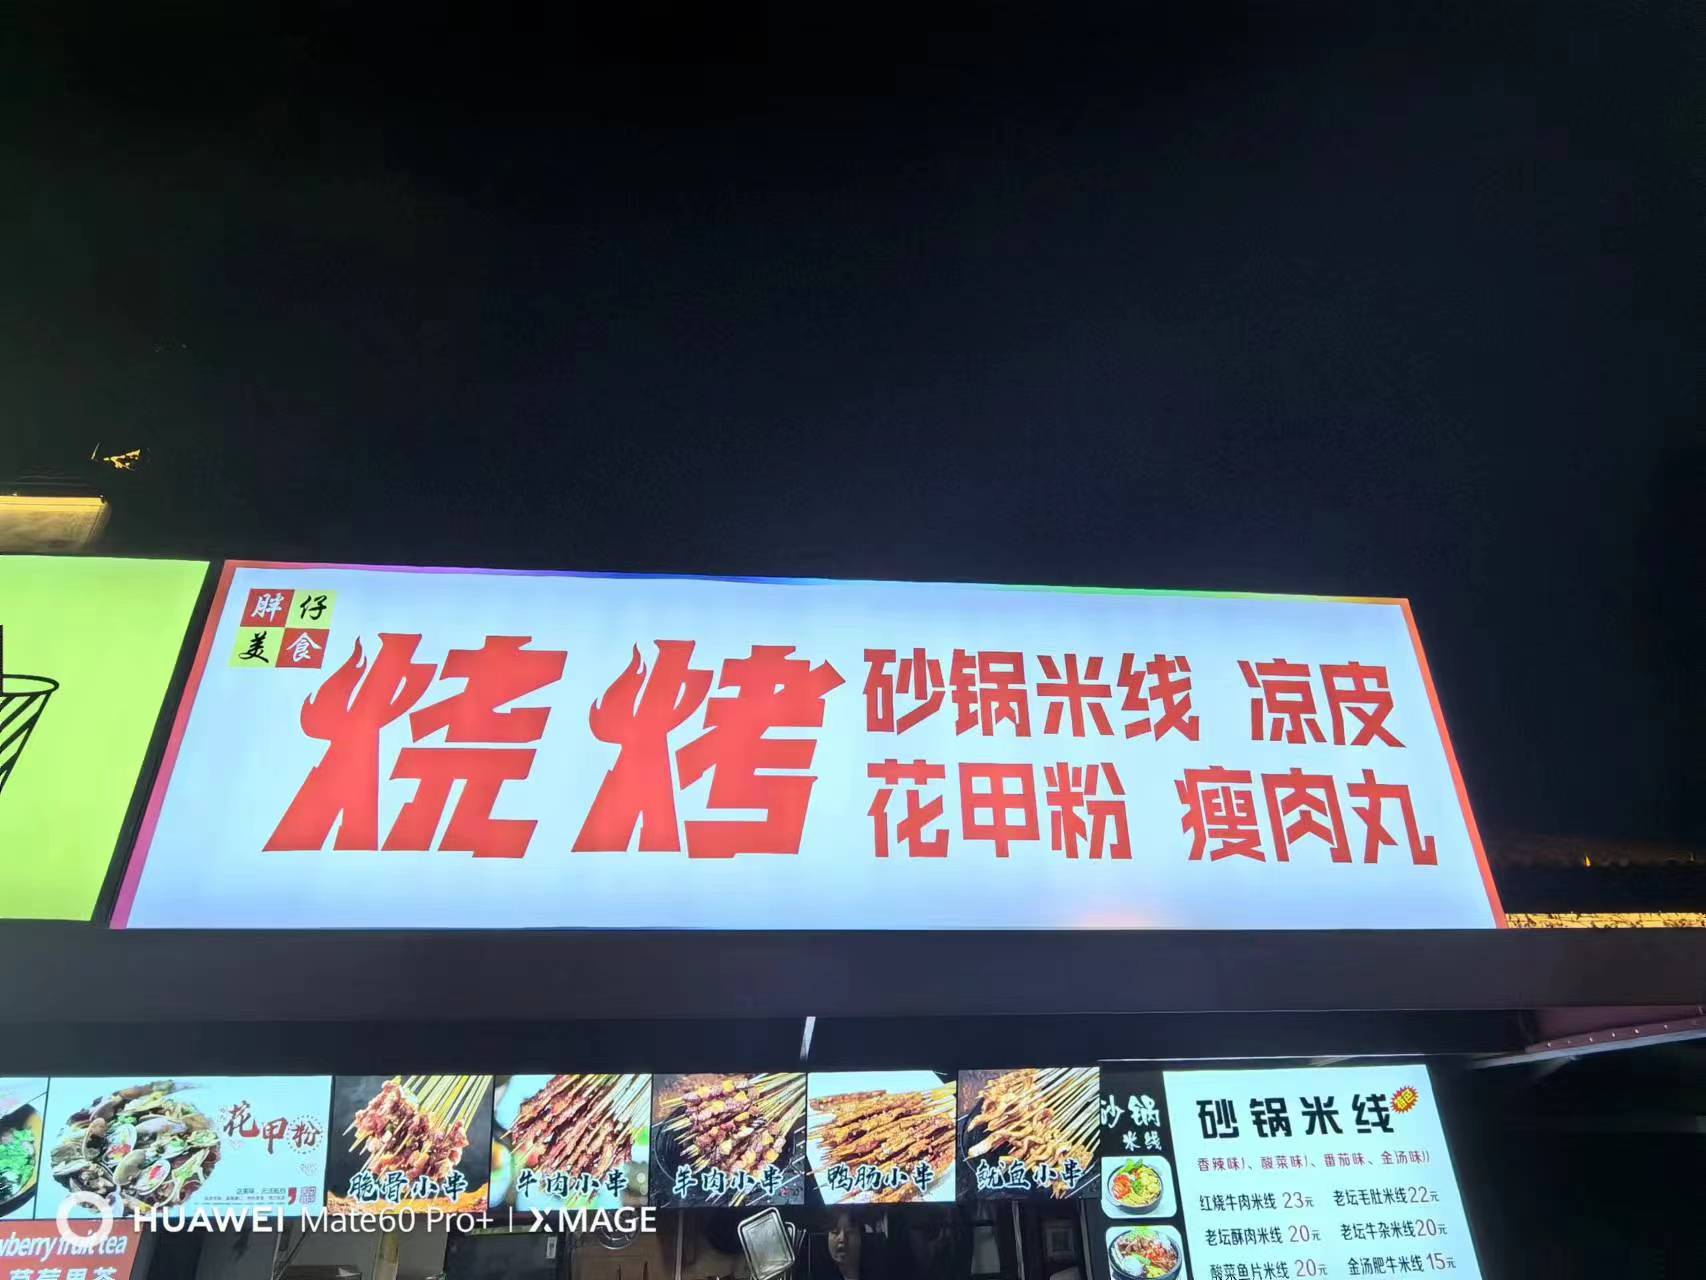 胖仔
美食
烧烤
砂锅米线 凉皮
花甲粉 瘦肉丸
花甲粉
脆骨小串
牛肉小串
羊肉小串
鸭肠小串
鱿鱼小串
砂锅
米线
砂锅米线
特色
香辣味!、酸菜味!、番茄味、金汤味!!
红烧牛肉米线 23元 老坛毛肚米线22元
老坛酥肉米线 20元 老坛牛杂米线20元
酸菜鱼片米线 20元 金汤肥牛米线15元
HUAWEI Mate60 Pro+ | XMAGE
wberry fruit tea